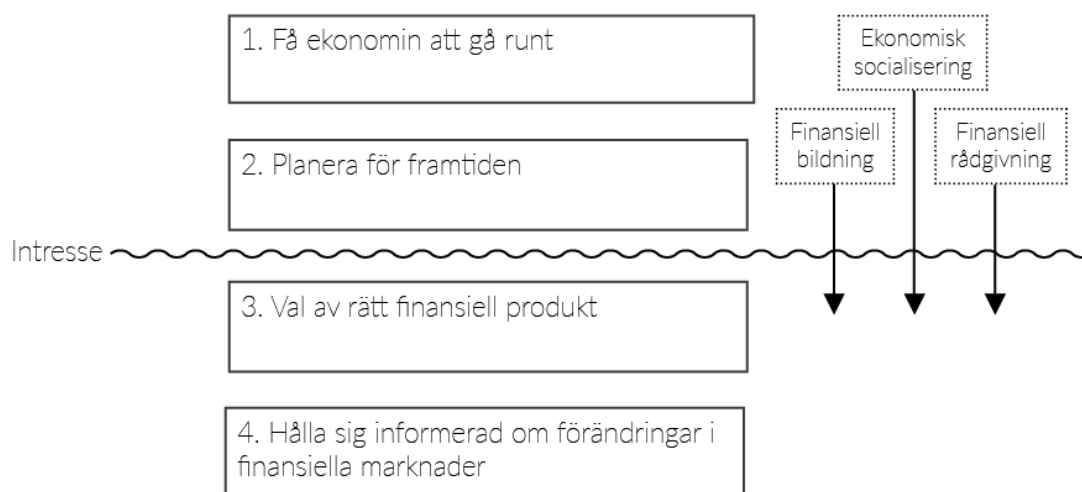 1. Få ekonomin att gå runt
Ekonomisk
socialisering
Finansiell
bildning
Finansiell
rådgivning
2. Planera för framtiden
Intresse
3. Val av rätt finansiell produkt
4. Hålla sig informerad om förändringar i
finansiella marknader